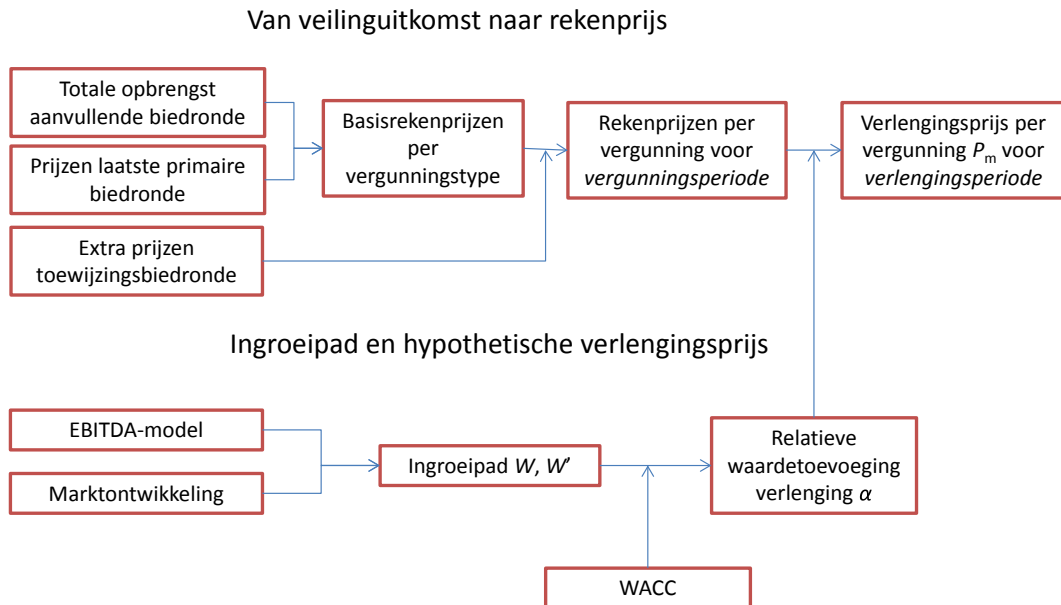 Van veilinguitkomst naar rekenprijs
Totale opbrengst
aanvullende biedronde
Prijzen laatste primaire
biedronde
Extra prijzen
toewijzingsbiedronde
Basisrekenprijzen
per
vergunningstype
Rekenprijzen per
vergunning voor
vergunningsperiode
Verlengingsprijs per
vergunning Pm voor
verlengingsperiode
Ingroeipad en hypothetische verlengingsprijs
EBITDA-model
Marktontwikkeling
Ingroeipad W, W'
Relatieve
waardetoevoeging
verlenging α
WACC